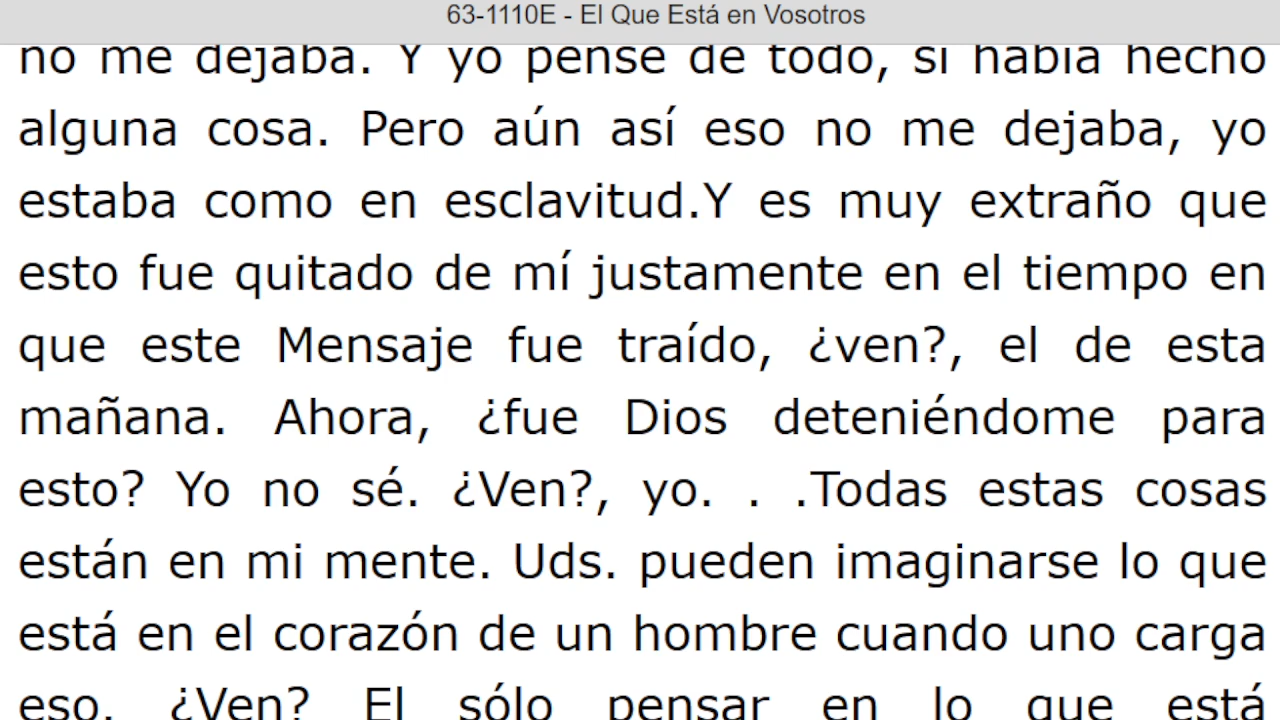 63-1110E - El Que Está en Vosotros
no me dejaba. Y yo pensé de todo, si había hecho
alguna cosa. Pero aún así eso no me dejaba, yo
estaba como en esclavitud.Y es muy extraño que
esto fue quitado de mí justamente en el tiempo en
que este Mensaje fue traído, ¿ven?, el de esta
mañana. Ahora, ¿fue Dios deteniéndome para
esto? Yo no sé. ¿Ven?, yo. . .Todas estas cosas
están en mi mente. Uds. pueden imaginarse lo que
está en el corazón de un hombre cuando uno carga
eso. ¿Ven? El sólo pensar en lo que está